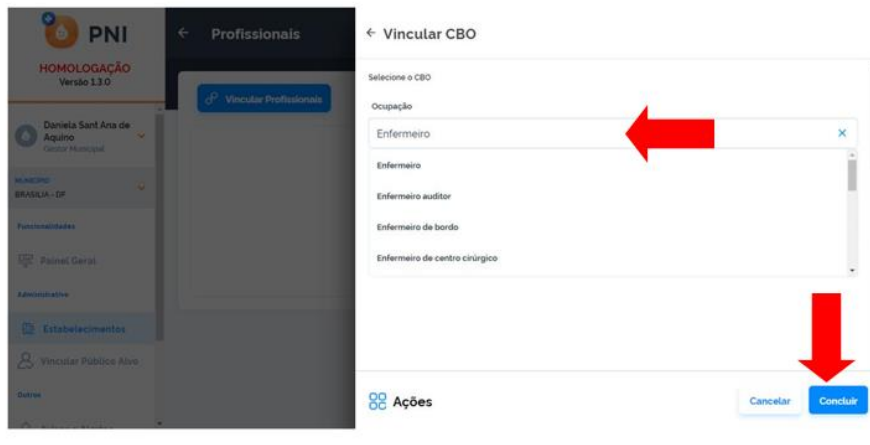 PNI
HOMOLOGAÇÃO
Versão 1.3.0
Daniela Sant Ana de
Aquino
Gestor Municipal
MUNICÍPIO
BRASILIA - DF
Funcionalidades
Painel Geral
Administrativo
Estabelecimentos
Vincular Público Alvo
Outros
Profissionais
Vincular Profissionais
Vincular CBO
Selecione o CBO
Ocupação
Enfermeiro
Enfermeiro
Enfermeiro auditor
Enfermeiro de bordo
Enfermeiro de centro cirúrgico
Ações
Cancelar
Concluir